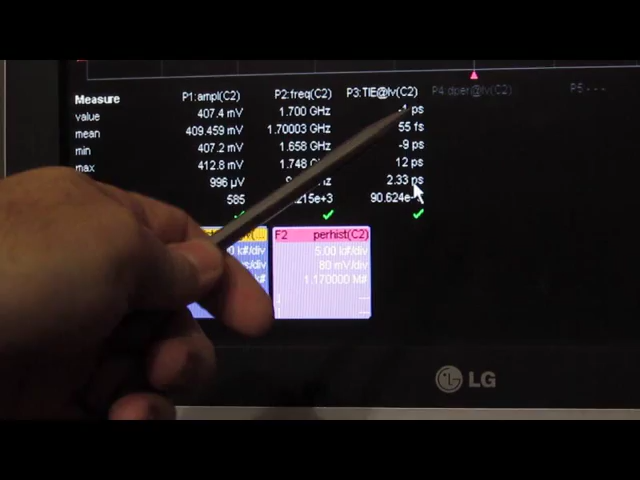 Measure P1:ampl(C2) P2:freq(C2) P3:TIE@lv(C2) P4:dper@lv(C2) P5:- - -
value 407.4 mV 1.700 GHz -1 ps
mean 409.459 mV 1.70003 GHz 55 fs
min 407.2 mV 1.658 GHz -9 ps
max 412.8 mV 1.748 GHz 12 ps
996 µV 2.33 ps
585 215e+3 90.624e
F2 perhist(C2)
5.00 k#/div
80 mV/div
1.170000 M#
LG